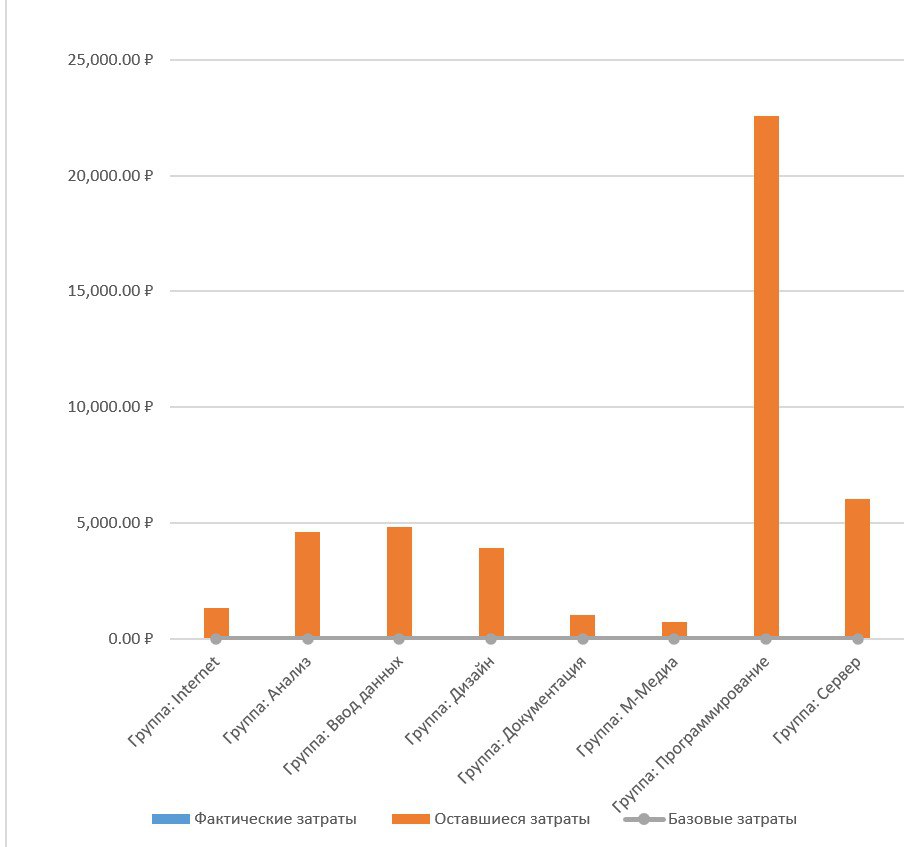 25,000.00 ₽
20,000.00 ₽
15,000.00 ₽
10,000.00 ₽
5,000.00 ₽
0.00 ₽
Группа: Internet
Группа: Анализ
Группа: Ввод данных
Группа: Дизайн
Группа: Документация
Группа: М-Медиа
Группа: Программирование
Группа: Сервер
Фактические затраты
Оставшиеся затраты
Базовые затраты